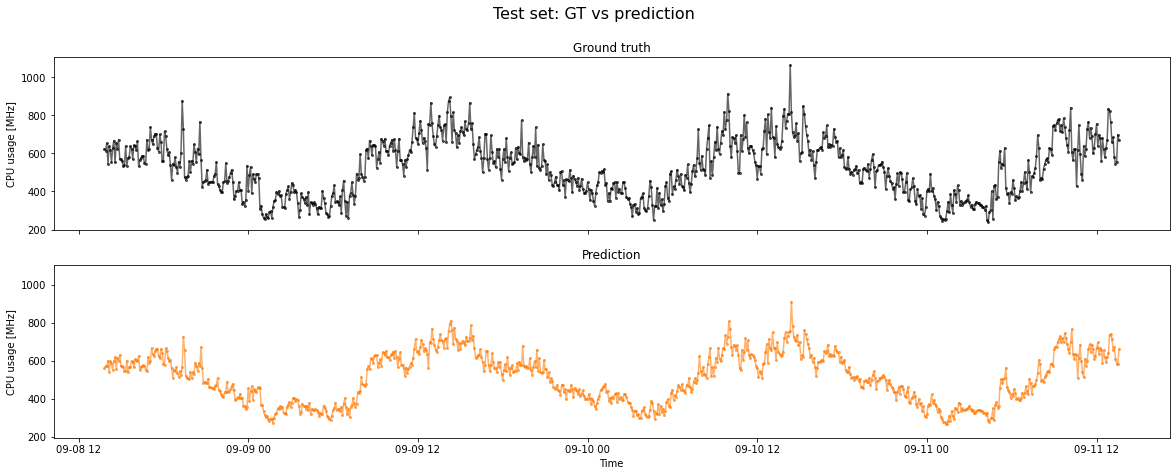 Test set: GT vs prediction
Ground truth
CPU usage [MHz]
1000
800
600
400
200
Prediction
CPU usage [MHz]
1000
800
600
400
200
09-08 12
09-09 00
09-09 12
09-10 00
09-10 12
09-11 00
09-11 12
Time